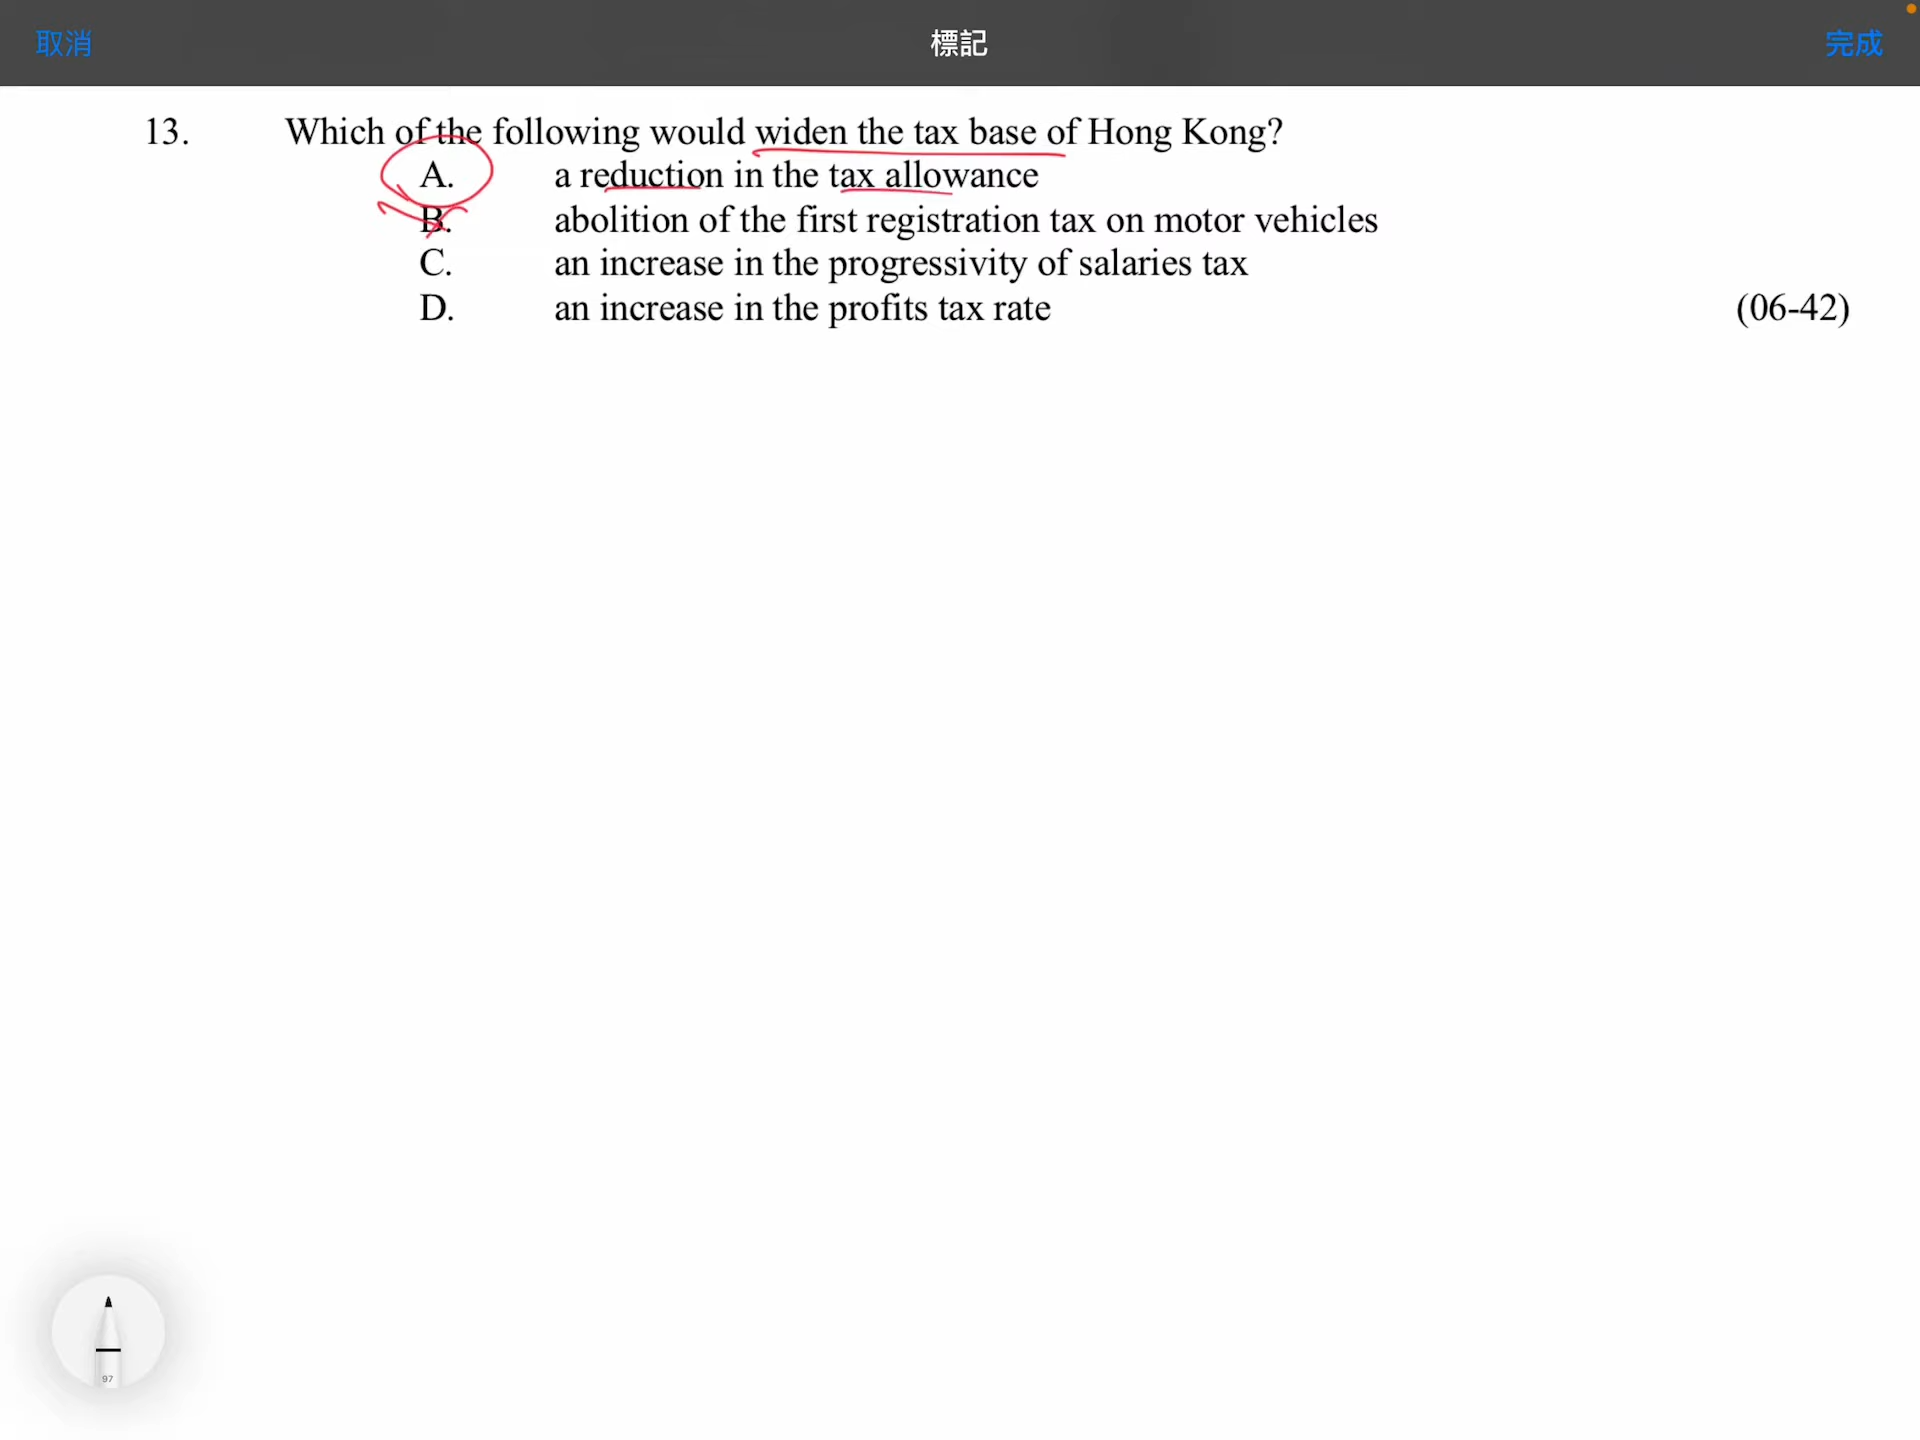 取消
標記
完成
13. Which of the following would widen the tax base of Hong Kong?
A. a reduction in the tax allowance
B. abolition of the first registration tax on motor vehicles
C. an increase in the progressivity of salaries tax
D. an increase in the profits tax rate (06-42)
97